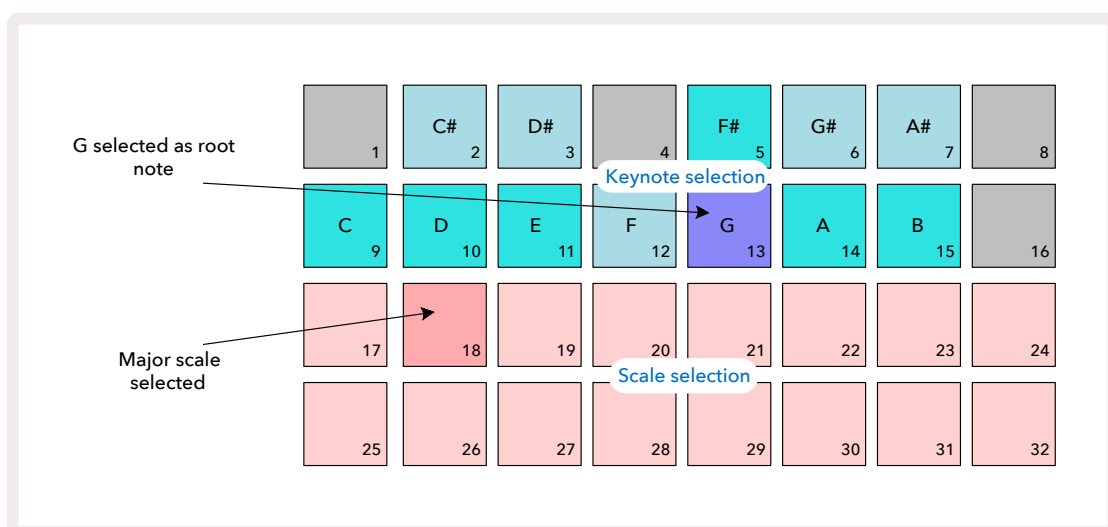 C# D# F# G# A#
1 2 3 4 5 6 7 8
G selected as root
note
Keynote selection
C D E F G A B
9 10 11 12 13 14 15 16
17 18 19 20 21 22 23 24
Major scale
selected
Scale selection
25 26 27 28 29 30 31 32